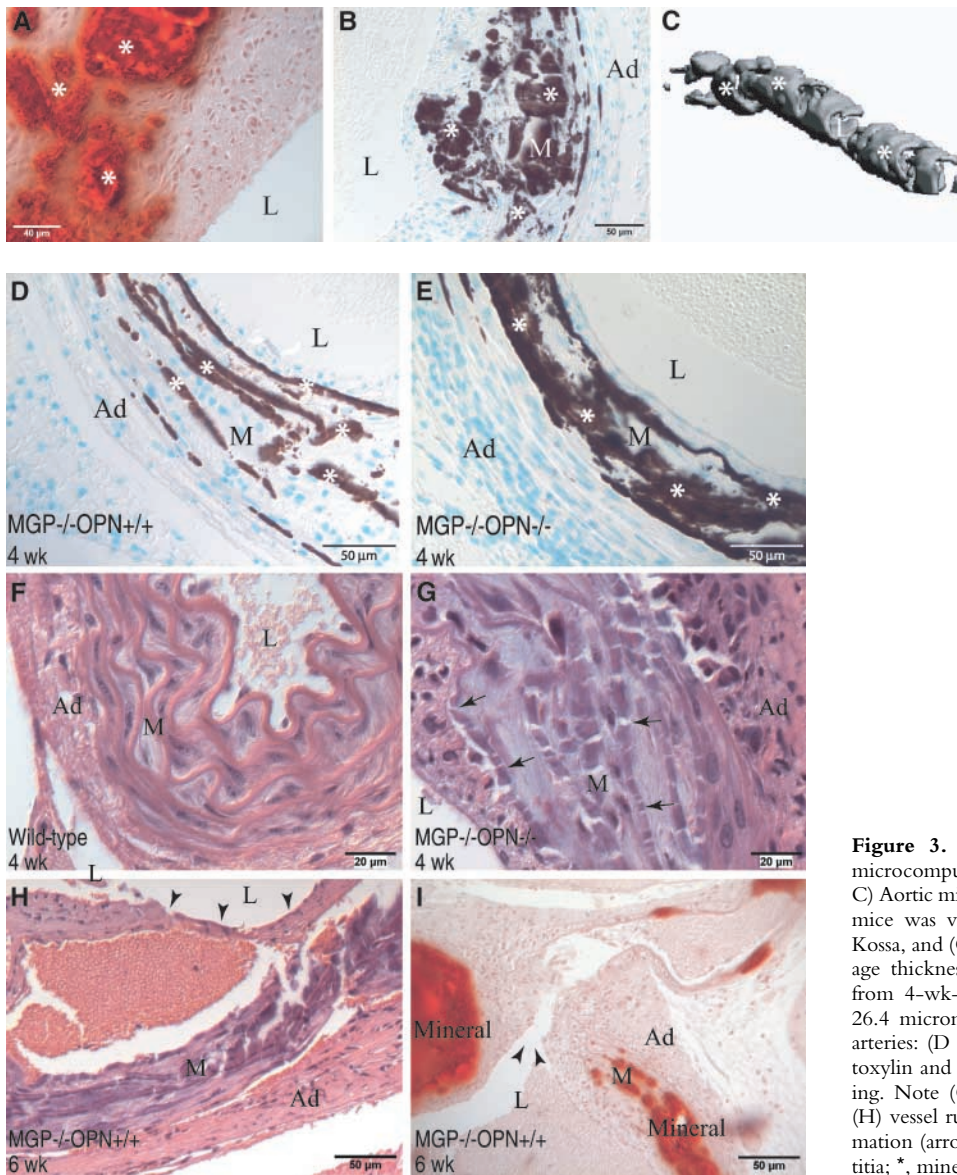 A
*
*
*
L
40 µm
B
Ad
*
*
M
L
*
50 µm
C
*
*
L
*
D
L
*
*
Ad
M
*
*
MGP-/-OPN+/+
4 wk
50 µm
E
*
L
*
M
Ad
*
*
MGP-/-OPN-/-
4 wk
50 µm
F
L
Ad
M
Wild-type
4 wk
20 µm
L
G
Ad
M
L
MGP-/-OPN-/-
4 wk
20 µm
H
L
M
Ad
MGP-/-OPN+/+
6 wk
50 µm
I
Mineral
Ad
M
L
Mineral
MGP-/-OPN+/+
6 wk
50 µm
Figure 3.
microcompu
C) Aortic mi
mice was v
Kossa, and (
age thicknes
from 4-wk-
26.4 micron
arteries: (D
toxylin and
ing. Note (
(H) vessel ru
mation (arro
titia; *, mine